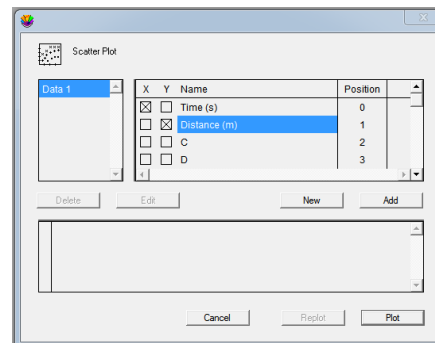 Scatter Plot
Data 1
X Y Name Position
Time (s) 0
Distance (m) 1
C 2
D 3
Delete Edit New Add
Cancel Replot Plot